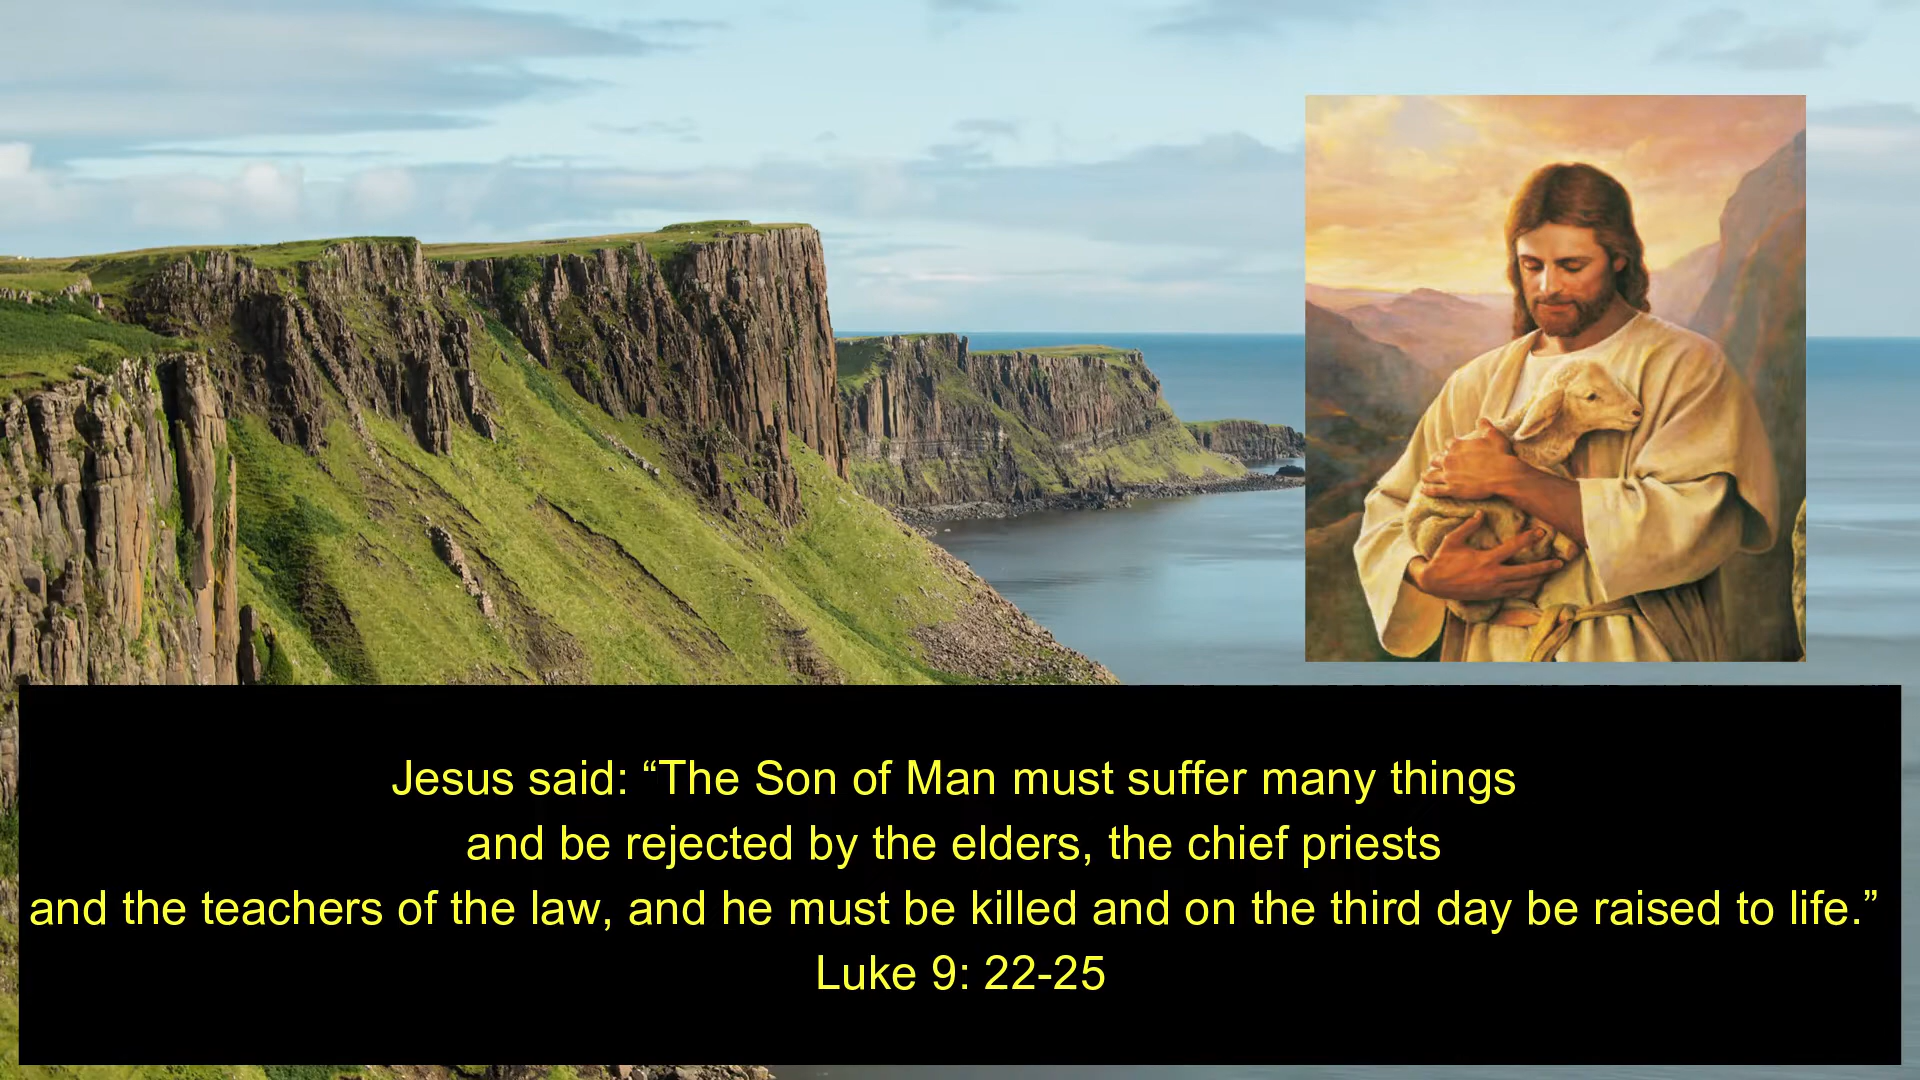 Jesus said: “The Son of Man must suffer many things
and be rejected by the elders, the chief priests
and the teachers of the law, and he must be killed and on the third day be raised to life.”
Luke 9: 22-25